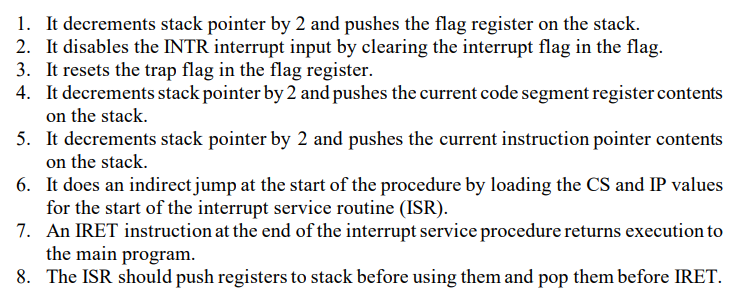 1. It decrements stack pointer by 2 and pushes the flag register on the stack.
2. It disables the INTR interrupt input by clearing the interrupt flag in the flag.
3. It resets the trap flag in the flag register.
4. It decrements stack pointer by 2 and pushes the current code segment register contents
on the stack.
5. It decrements stack pointer by 2 and pushes the current instruction pointer contents
on the stack.
6. It does an indirect jump at the start of the procedure by loading the CS and IP values
for the start of the interrupt service routine (ISR).
7. An IRET instruction at the end of the interrupt service procedure returns execution to
the main program.
8. The ISR should push registers to stack before using them and pop them before IRET.